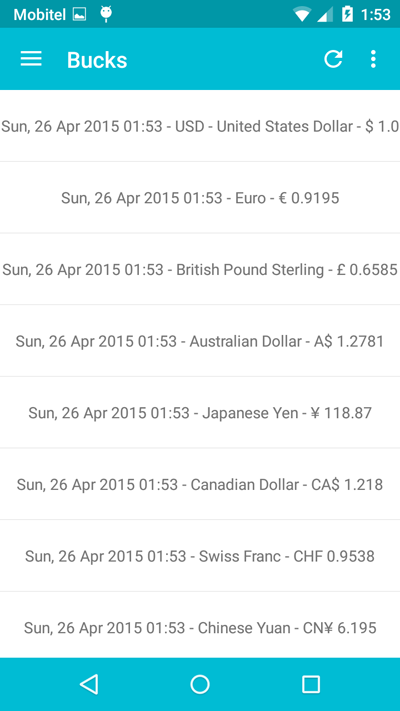 Mobitel 1:53
Bucks
Sun, 26 Apr 2015 01:53 - USD - United States Dollar - $ 1.0
Sun, 26 Apr 2015 01:53 - Euro - € 0.9195
Sun, 26 Apr 2015 01:53 - British Pound Sterling - £ 0.6585
Sun, 26 Apr 2015 01:53 - Australian Dollar - A$ 1.2781
Sun, 26 Apr 2015 01:53 - Japanese Yen - ¥ 118.87
Sun, 26 Apr 2015 01:53 - Canadian Dollar - CA$ 1.218
Sun, 26 Apr 2015 01:53 - Swiss Franc - CHF 0.9538
Sun, 26 Apr 2015 01:53 - Chinese Yuan - CN¥ 6.195